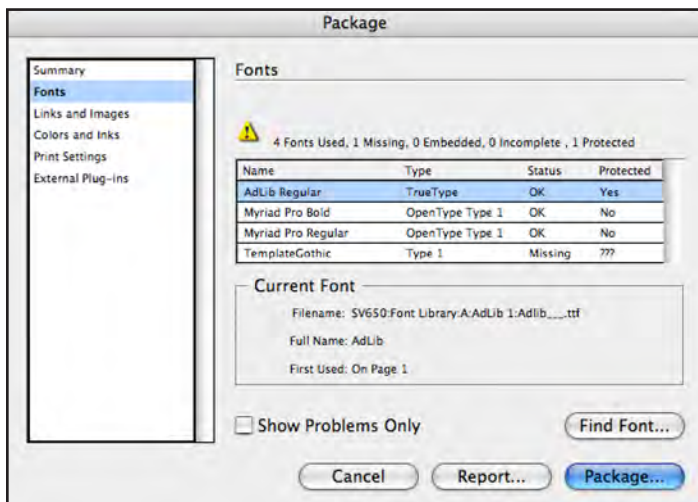 Package
Summary
Fonts
Links and Images
Colors and Inks
Print Settings
External Plug-ins
Fonts
4 Fonts Used, 1 Missing, 0 Embedded, 0 Incomplete , 1 Protected
Name Type Status Protected
AdLib Regular TrueType OK Yes
Myriad Pro Bold OpenType Type 1 OK No
Myriad Pro Regular OpenType Type 1 OK No
TemplateGothic Type 1 Missing ???
Current Font
Filename: SV650:Font Library:A:AdLib 1:Adlib___.ttf
Full Name: AdLib
First Used: On Page 1
Show Problems Only
Find Font...
Cancel
Report...
Package...